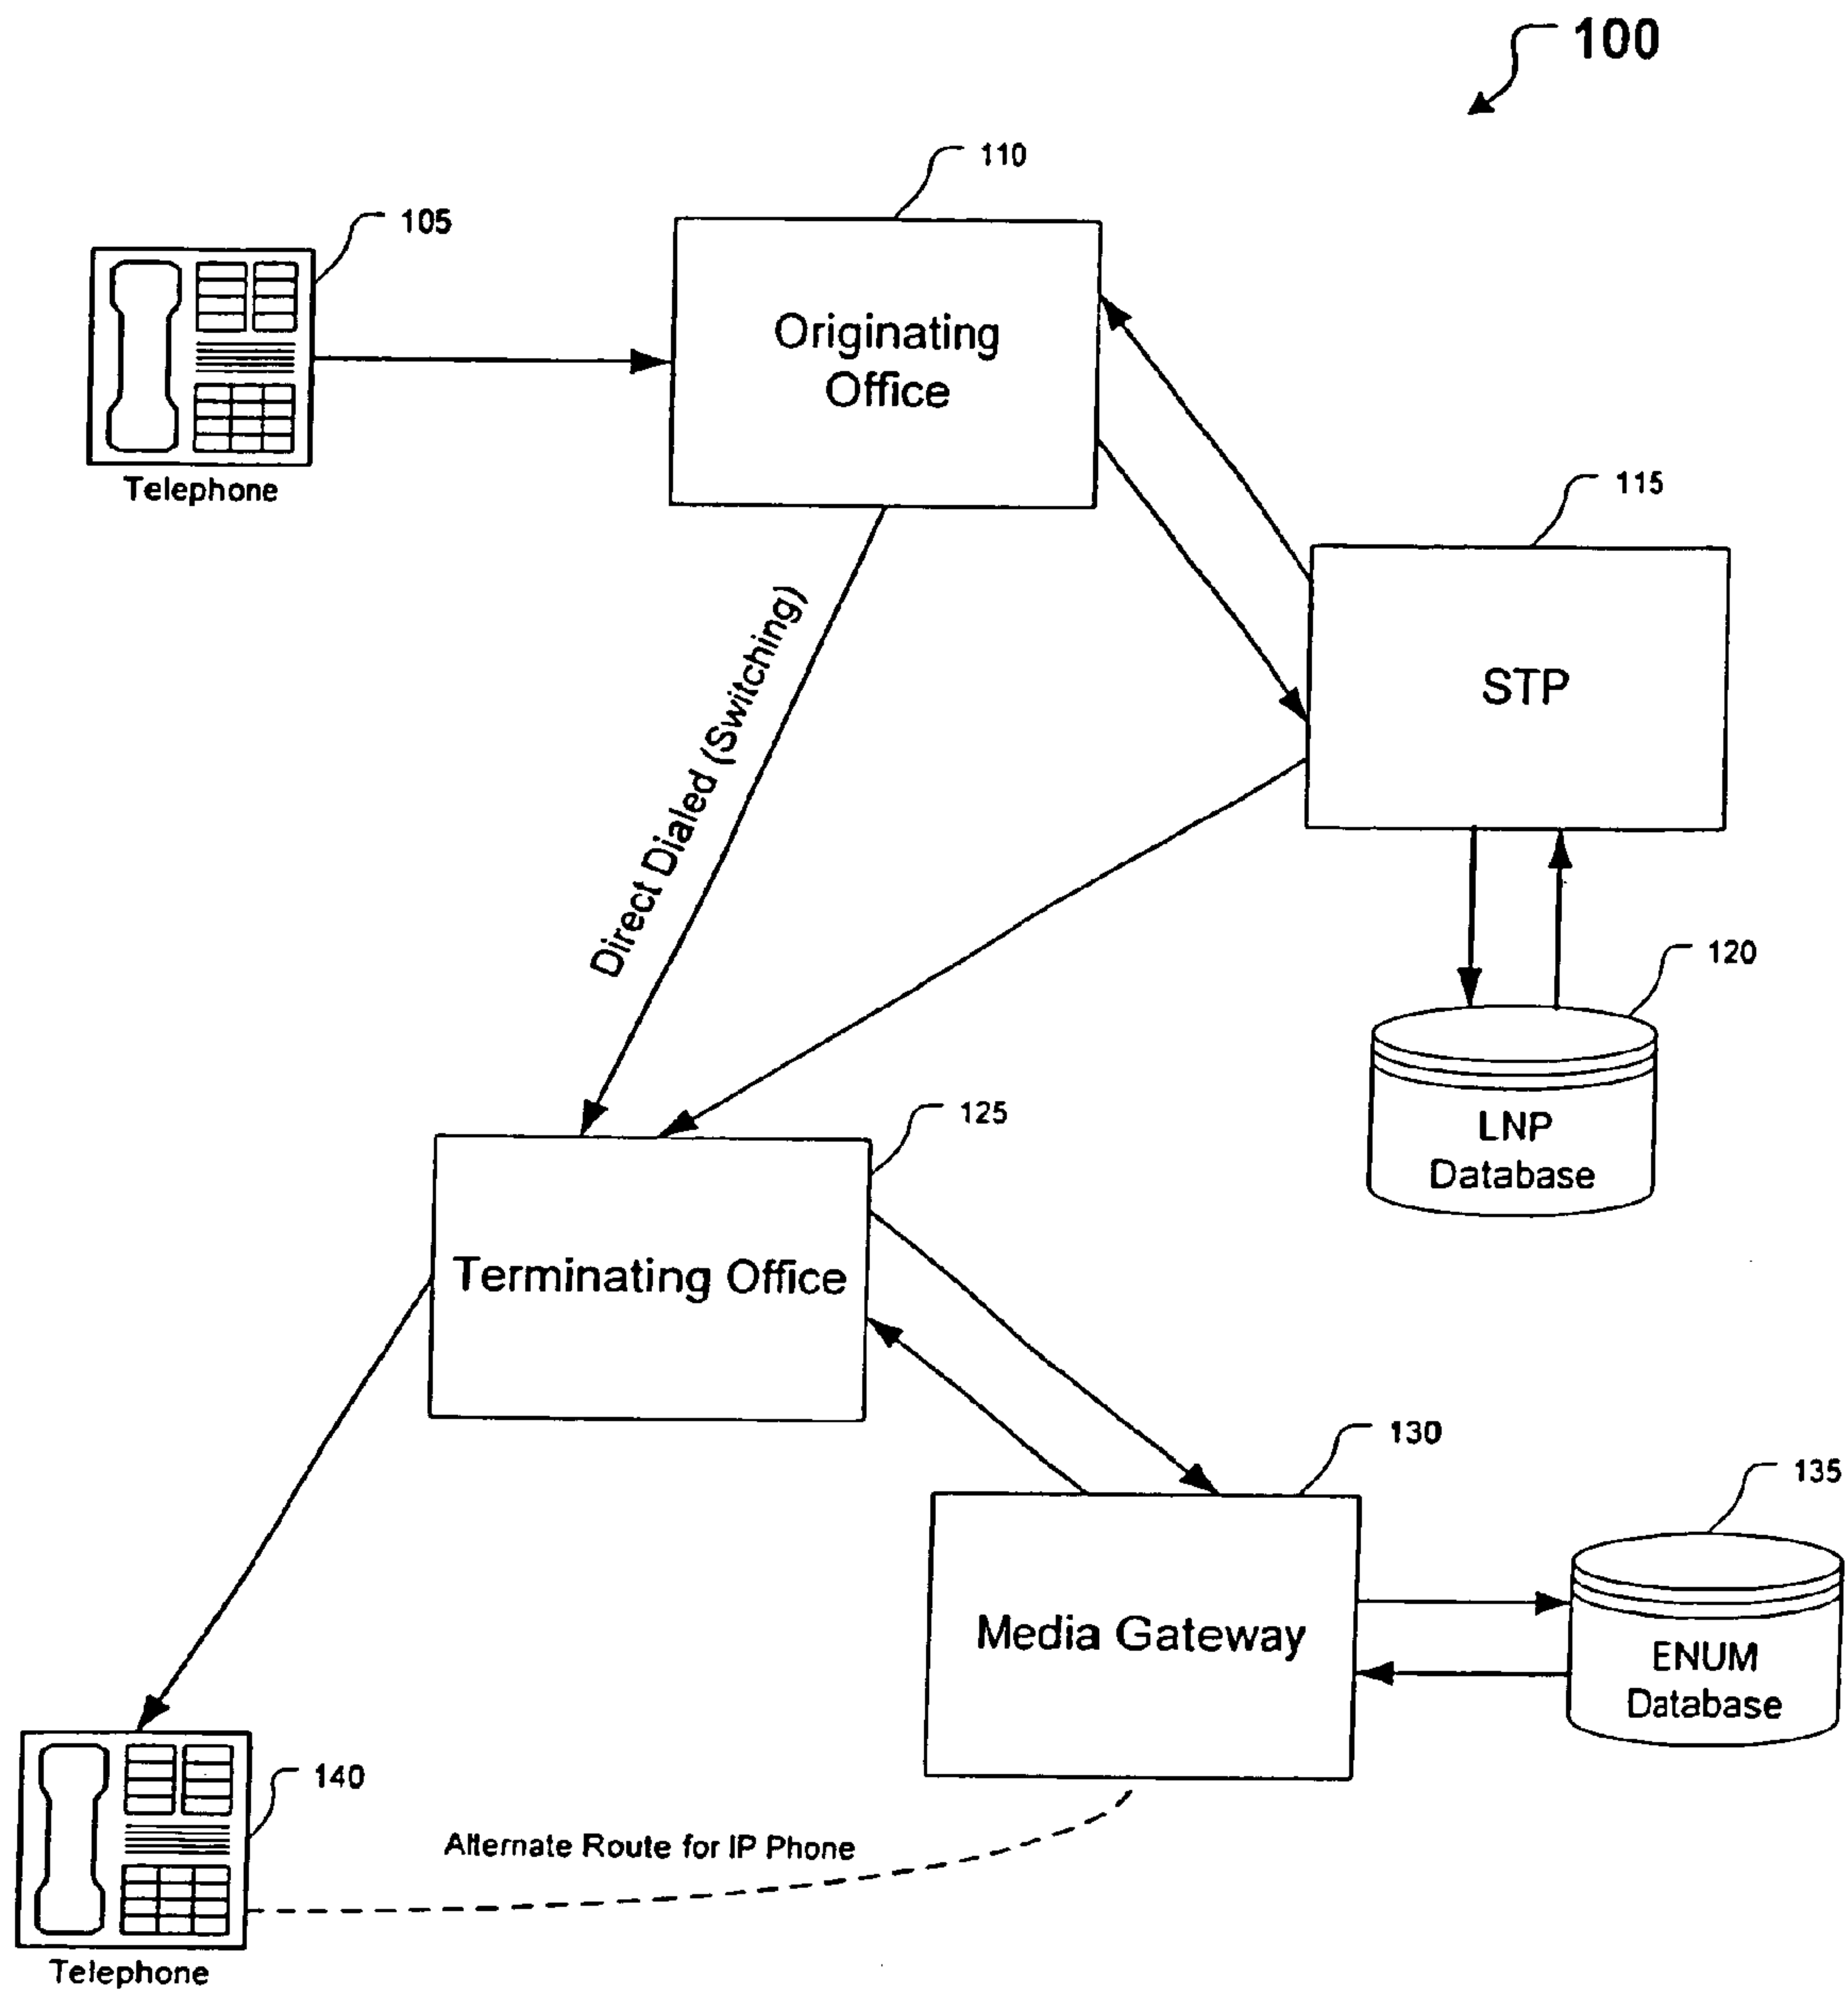 100
110
105
Originating
Office
Telephone
115
Direct Dialed (Switching)
STP
120
LNP
Database
125
Terminating Office
130
135
Media Gateway
ENUM
Database
140
Alternate Route for IP Phone
Telephone